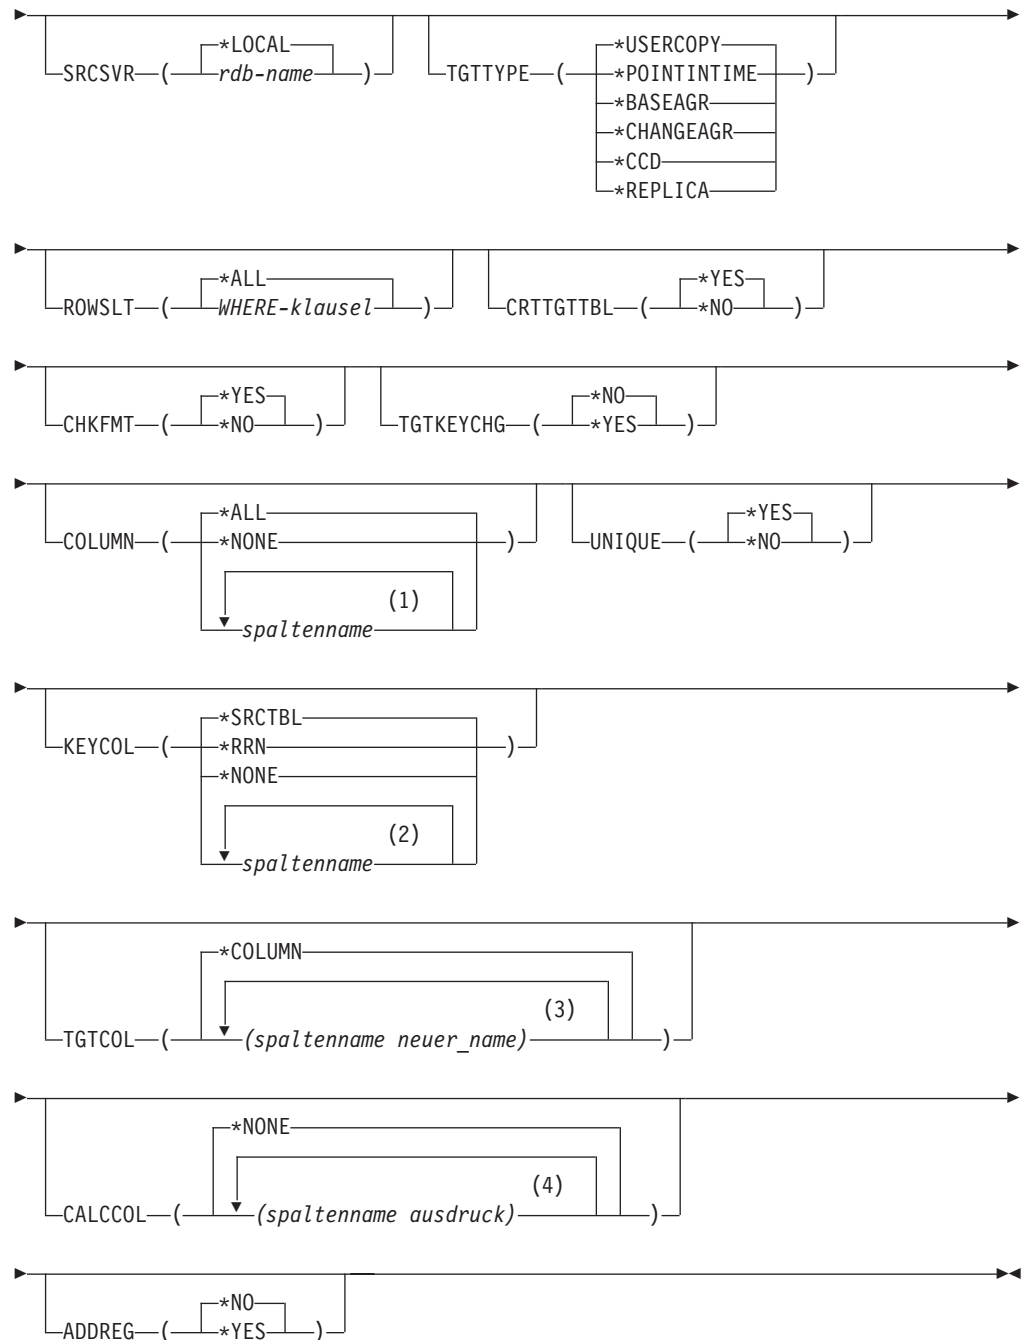 *LOCAL *USERCOPY
SRCSVR ( rdb-name ) TGTTYPE ( *POINTINTIME )
*BASEAGR
*CHANGEAGR
*CCD
*REPLICA
*ALL *YES
ROWSLT ( WHERE-klausel ) CRTTGTTBL ( *NO )
*YES *NO
CHKFMT ( *NO ) TGTKEYCHG ( *YES )
*ALL *YES
COLUMN ( *NONE ) UNIQUE ( *NO )
(1)
spaltenname
*SRCTBL
KEYCOL ( *RRN )
*NONE
(2)
spaltenname
*COLUMN
(3)
TGTCOL ( (spaltenname neuer_name) )
*NONE
(4)
CALCCOL ( (spaltenname ausdruck) )
*NO
ADDREG ( *YES )